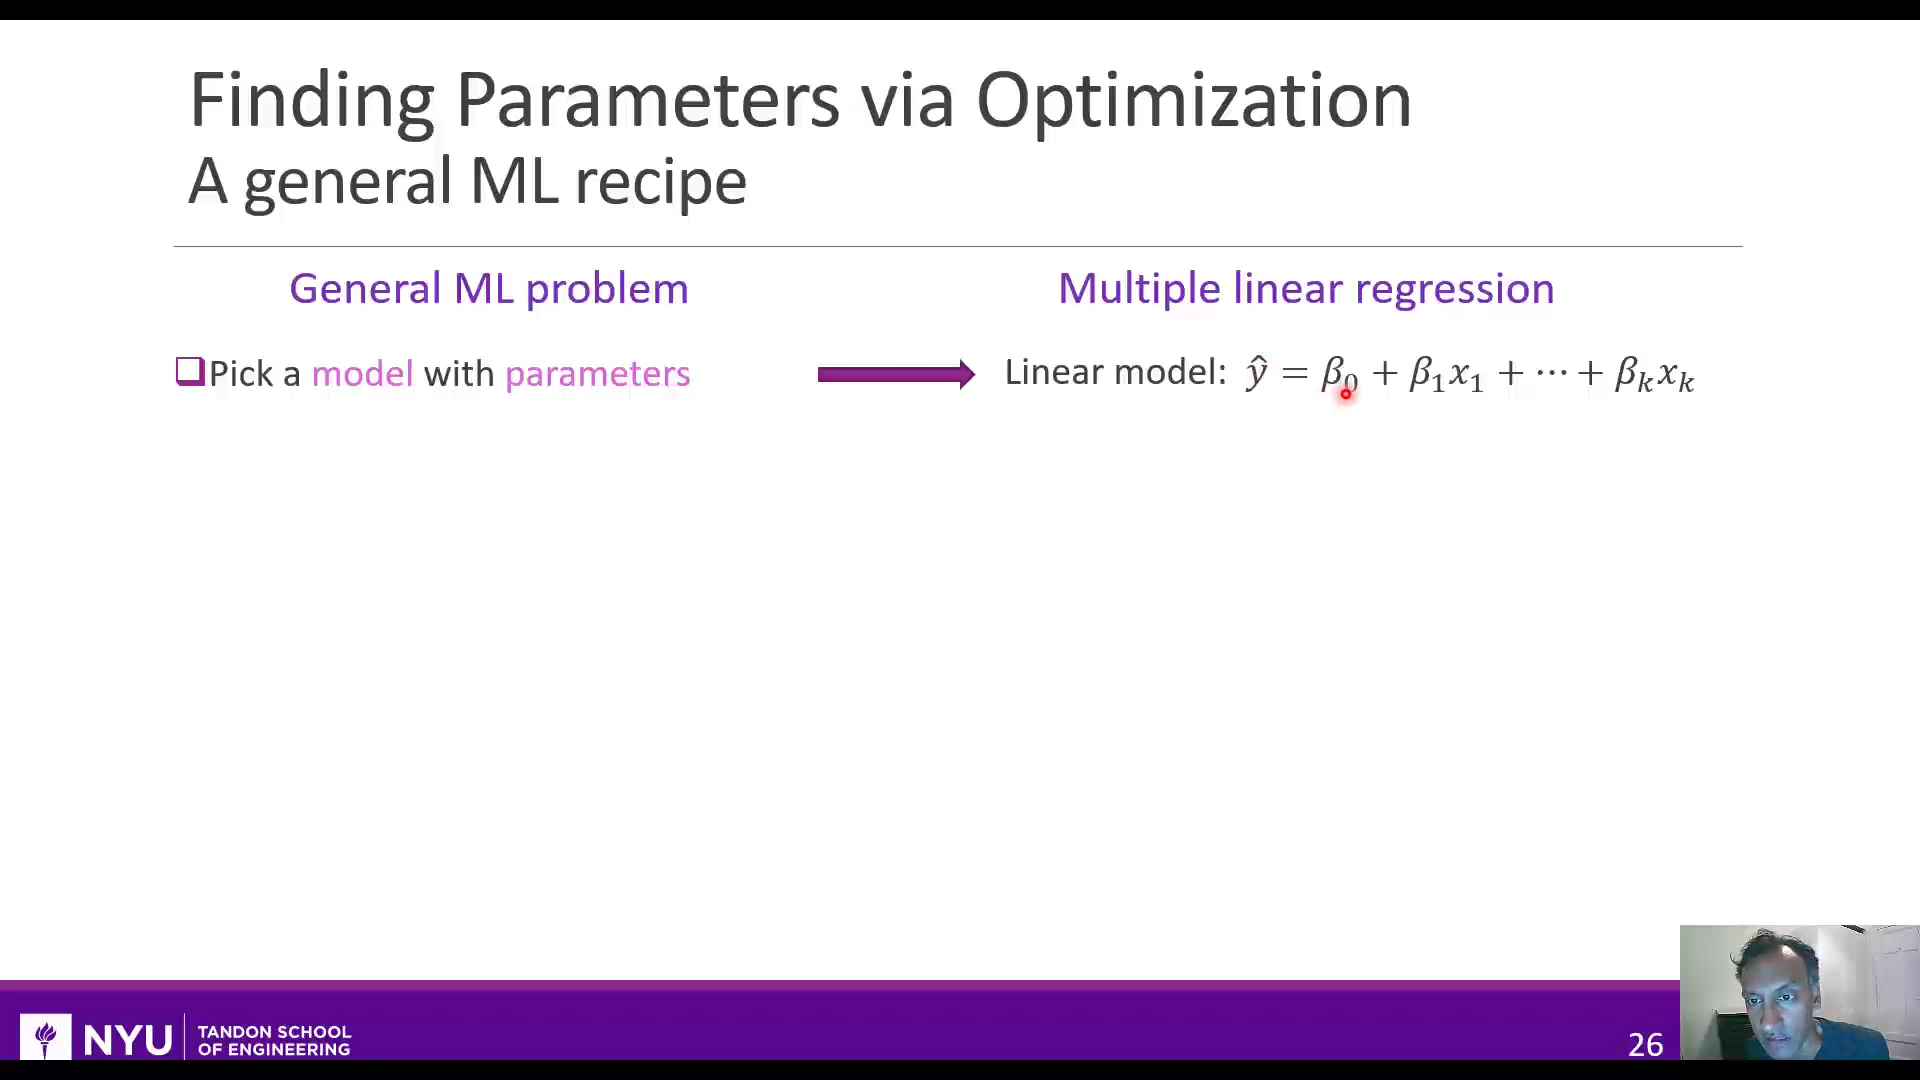 Finding Parameters via Optimization
A general ML recipe
General ML problem
Multiple linear regression
❑Pick a model with parameters
Linear model: ŷ = β₀ + β₁x₁ + ⋯ + βₖxₖ
NYU
TANDON SCHOOL
OF ENGINEERING
26